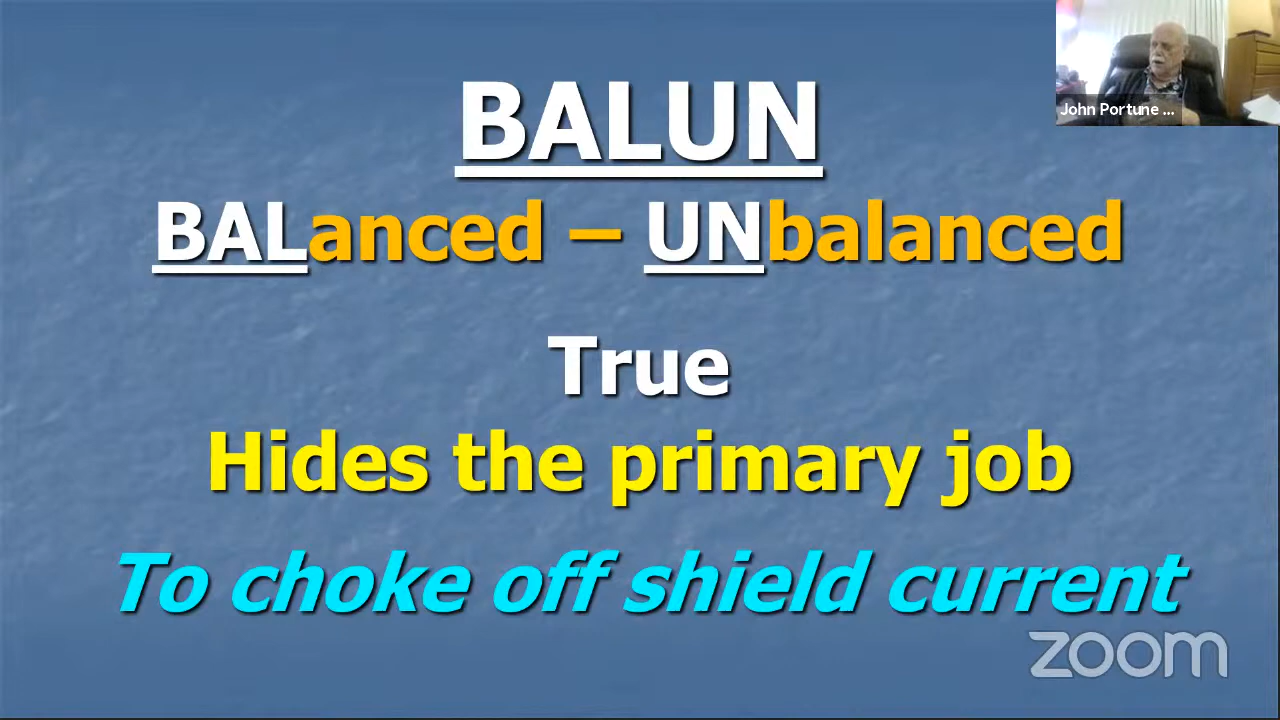 BALUN
BALanced – UNbalanced
True
Hides the primary job
To choke off shield current
John Portune ...
zoom